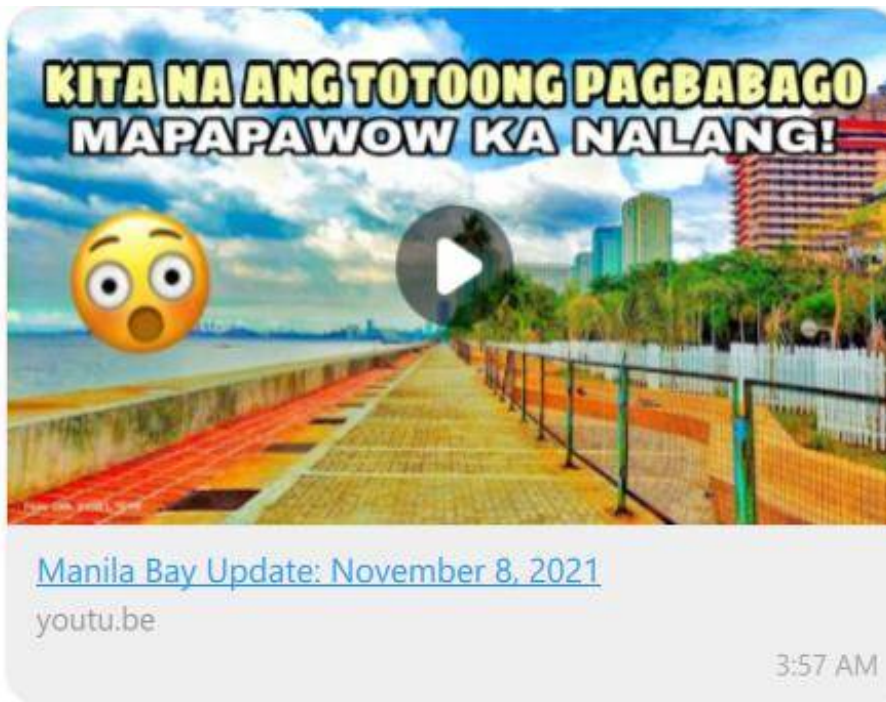 KITA NA ANG TOTOONG PAGBABAGO
MAPAPAWOW KA NALANG!
Manila Bay Update: November 8, 2021
youtu.be
3:57 AM